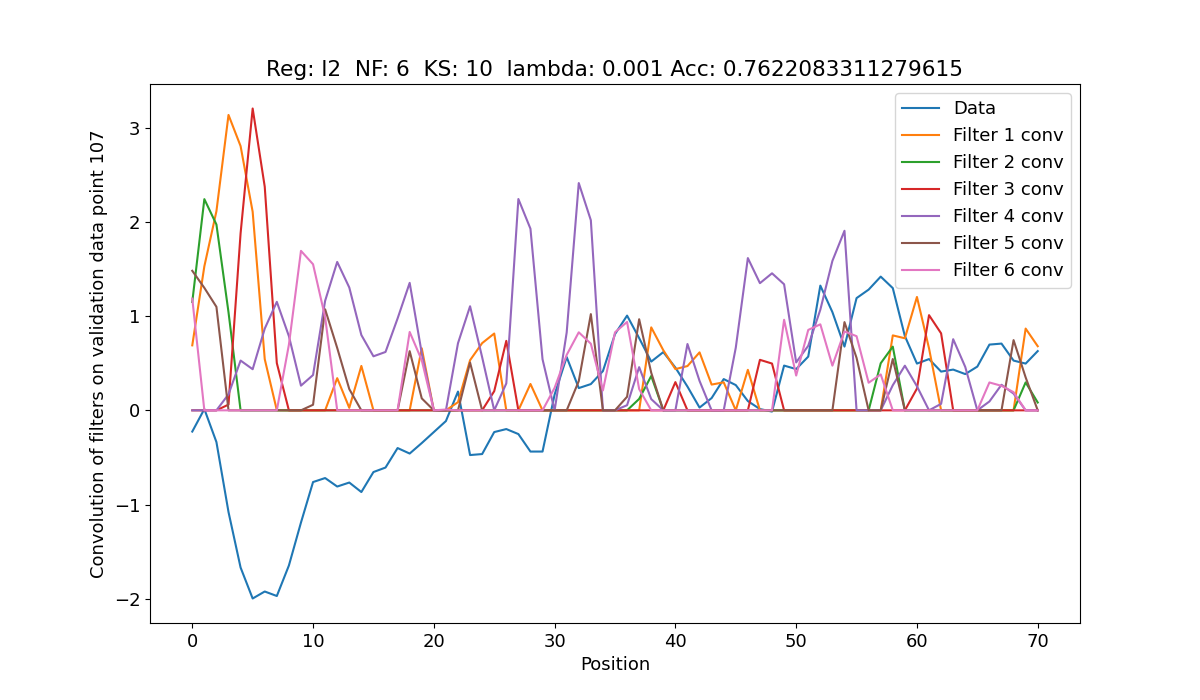 Reg: l2 NF: 6 KS: 10 lambda: 0.001 Acc: 0.7622083311279615
Convolution of filters on validation data point 107
3
2
1
0
−1
−2
0 10 20 30 40 50 60 70
Position
Data
Filter 1 conv
Filter 2 conv
Filter 3 conv
Filter 4 conv
Filter 5 conv
Filter 6 conv